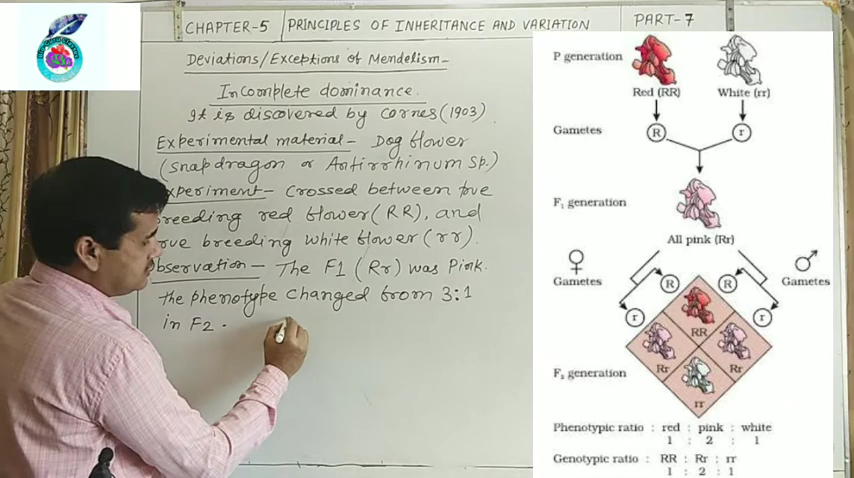 CHAPTER-5 PRINCIPLES OF INHERITANCE AND VARIATION PART-7
Deviations/Exceptions of Mendelism-
Incomplete dominance.
It is discovered by Cornes (1903)
Experimental material - Dog flower
(Snapdragon or Antirrhinum Sp.)
Experiment - Crossed between true
breeding red flower (RR), and
rue breeding white flower (rr).
bservation - The F1 (Rr) was Pink.
The phenotype changed from 3:1
in F2.
P generation
Red (RR) White (rr)
Gametes R r
F1 generation
All pink (Rr)
Gametes R R Gametes
r r
RR
Rr Rr
F2 generation
rr
Phenotypic ratio : red : pink : white
1 : 2 : 1
Genotypic ratio : RR : Rr : rr
1 : 2 : 1